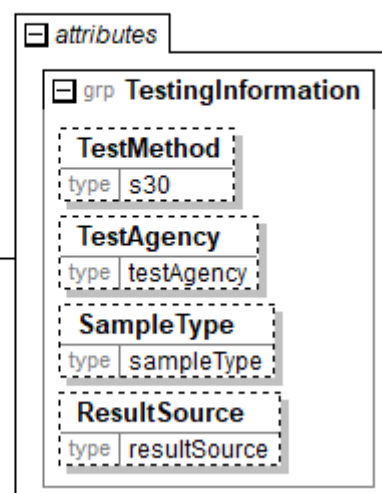 attributes
grp TestingInformation
TestMethod
type s30
TestAgency
type testAgency
SampleType
type sampleType
ResultSource
type resultSource